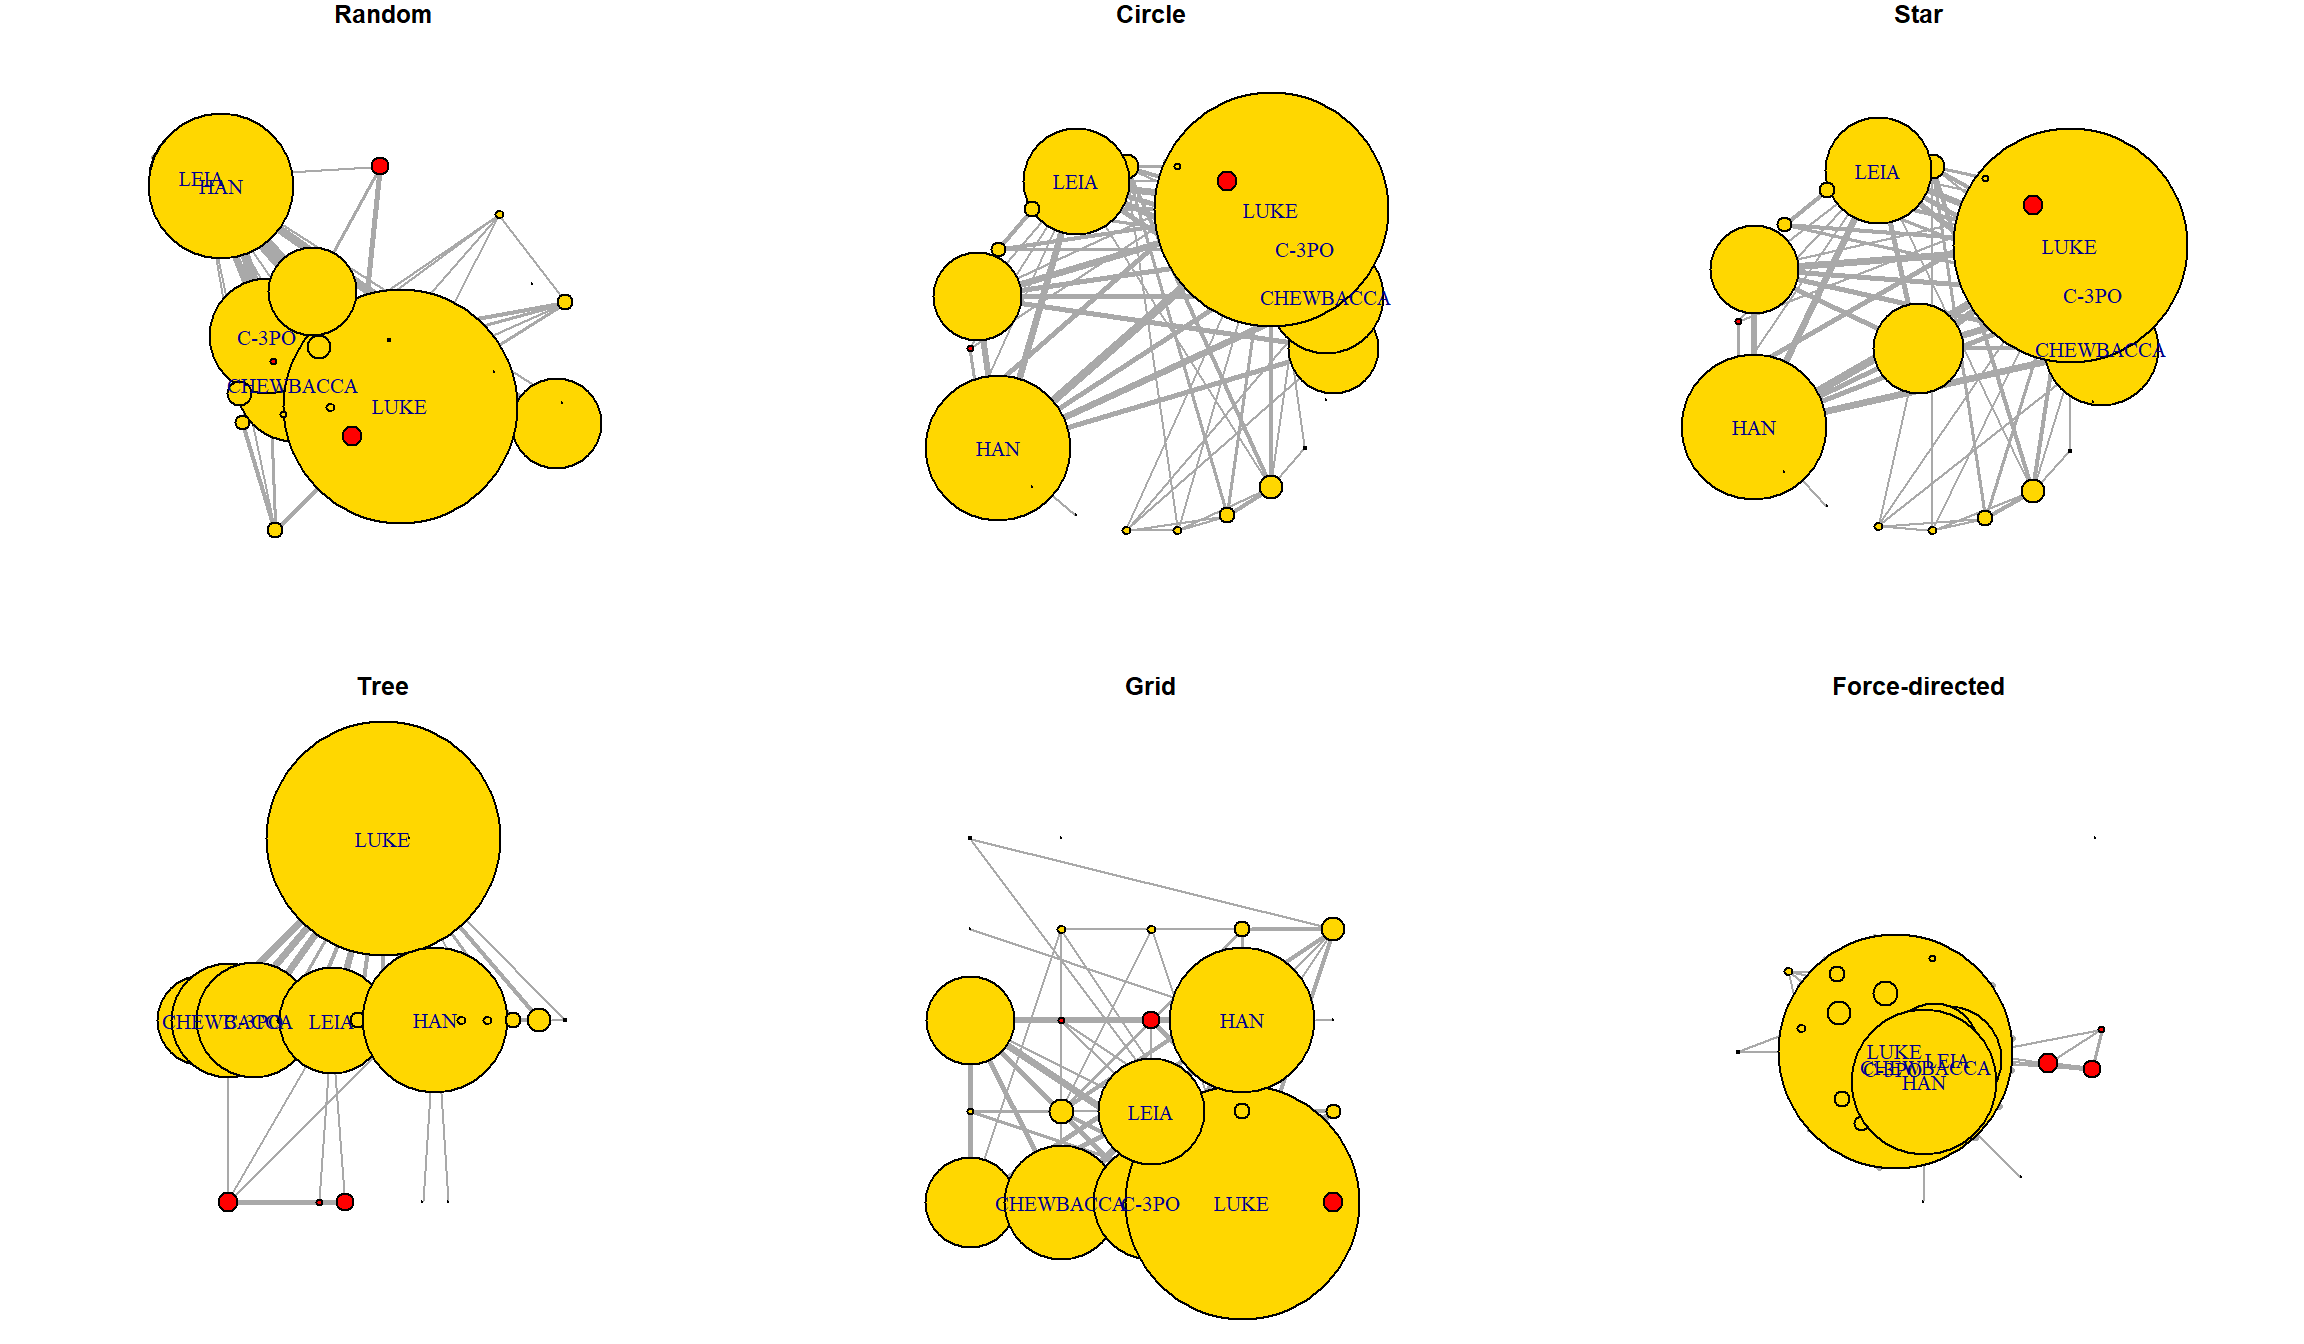 Random
Circle
Star
LEIA
HAN
C-3PO
CHEWBACCA
LUKE
LEIA
LUKE
C-3PO
CHEWBACCA
HAN
LEIA
LUKE
C-3PO
CHEWBACCA
HAN
Tree
Grid
Force-directed
LUKE
CHEWBACCA
C-3PO
LEIA
HAN
HAN
LEIA
CHEWBACCA
C-3PO
LUKE
LUKE
LEIA
CHEWBACCA
C-3PO
HAN